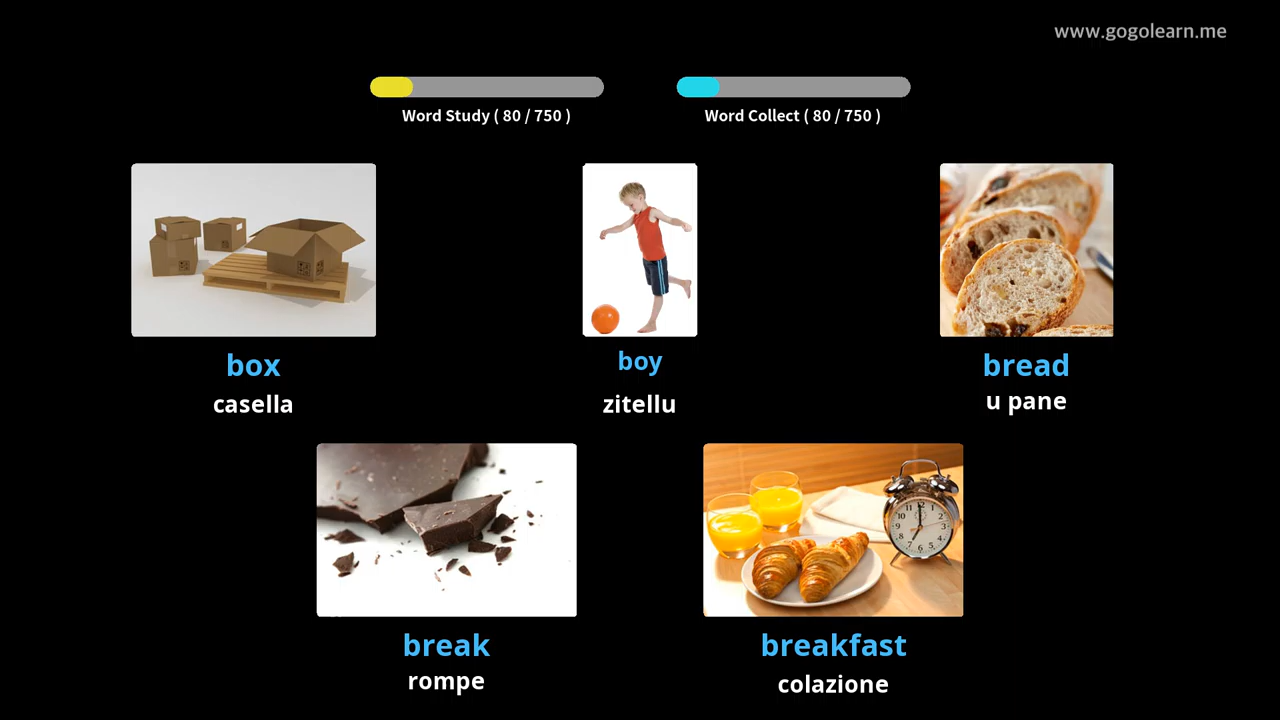 www.gogolearn.me
Word Study ( 80 / 750 )
Word Collect ( 80 / 750 )
box
casella
boy
zitellu
bread
u pane
break
rompe
breakfast
colazione